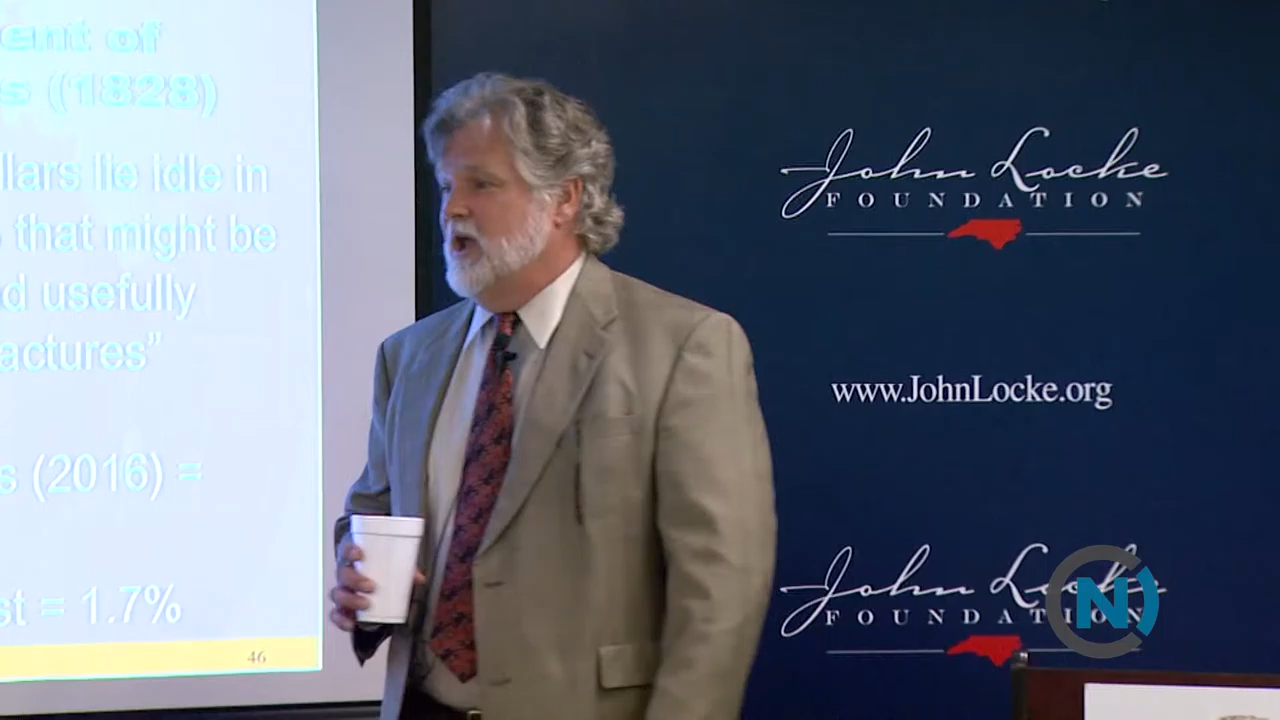 ent of
s (1828)
llars lie idle in
that might be
d usefully
actures”
s (2016) =
st = 1.7%
46
John Locke
FOUNDATION
www.JohnLocke.org
John Locke
FOUNDATION
N